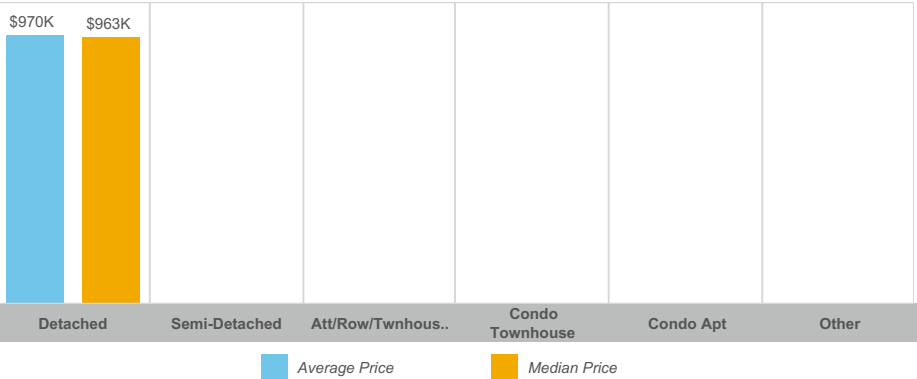 $970K
$963K
Detached
Semi-Detached
Att/Row/Twnhous..
Condo
Townhouse
Condo Apt
Other
Average Price
Median Price